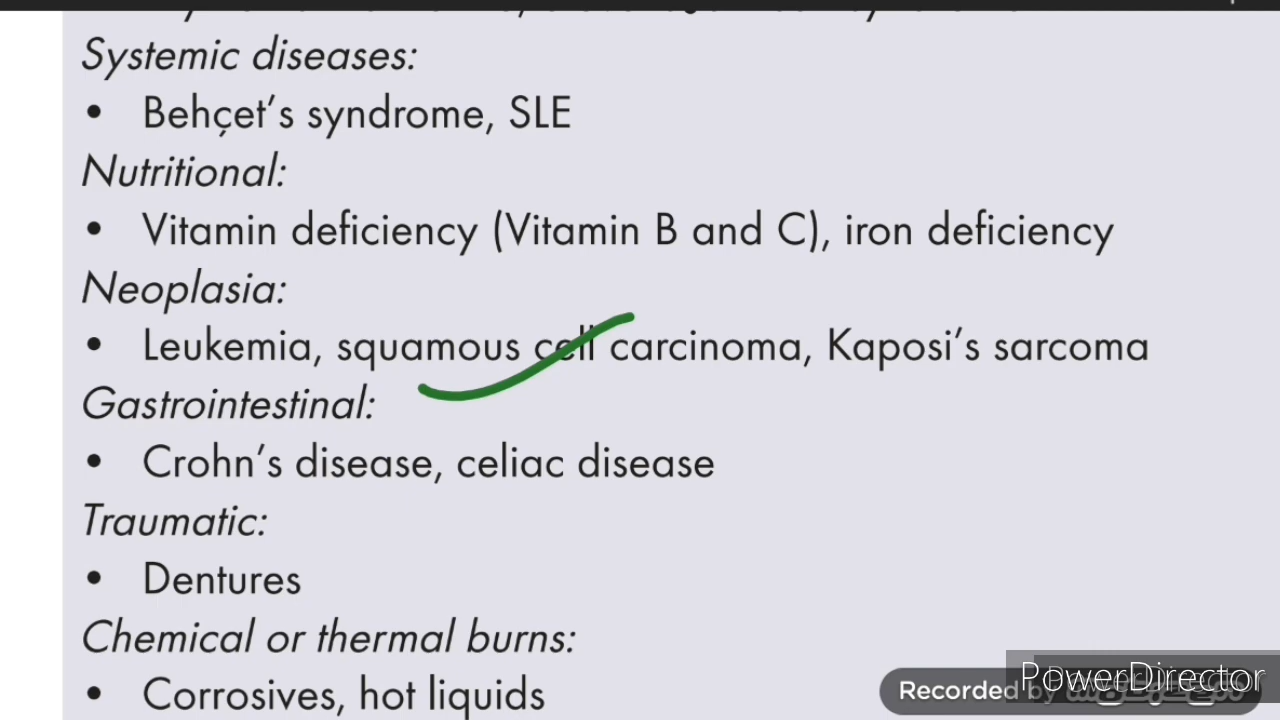 Systemic diseases:
• Behçet's syndrome, SLE
Nutritional:
• Vitamin deficiency (Vitamin B and C), iron deficiency
Neoplasia:
• Leukemia, squamous cell carcinoma, Kaposi's sarcoma
Gastrointestinal:
• Crohn's disease, celiac disease
Traumatic:
• Dentures
Chemical or thermal burns:
• Corrosives, hot liquids
PowerDirector
Recorded by